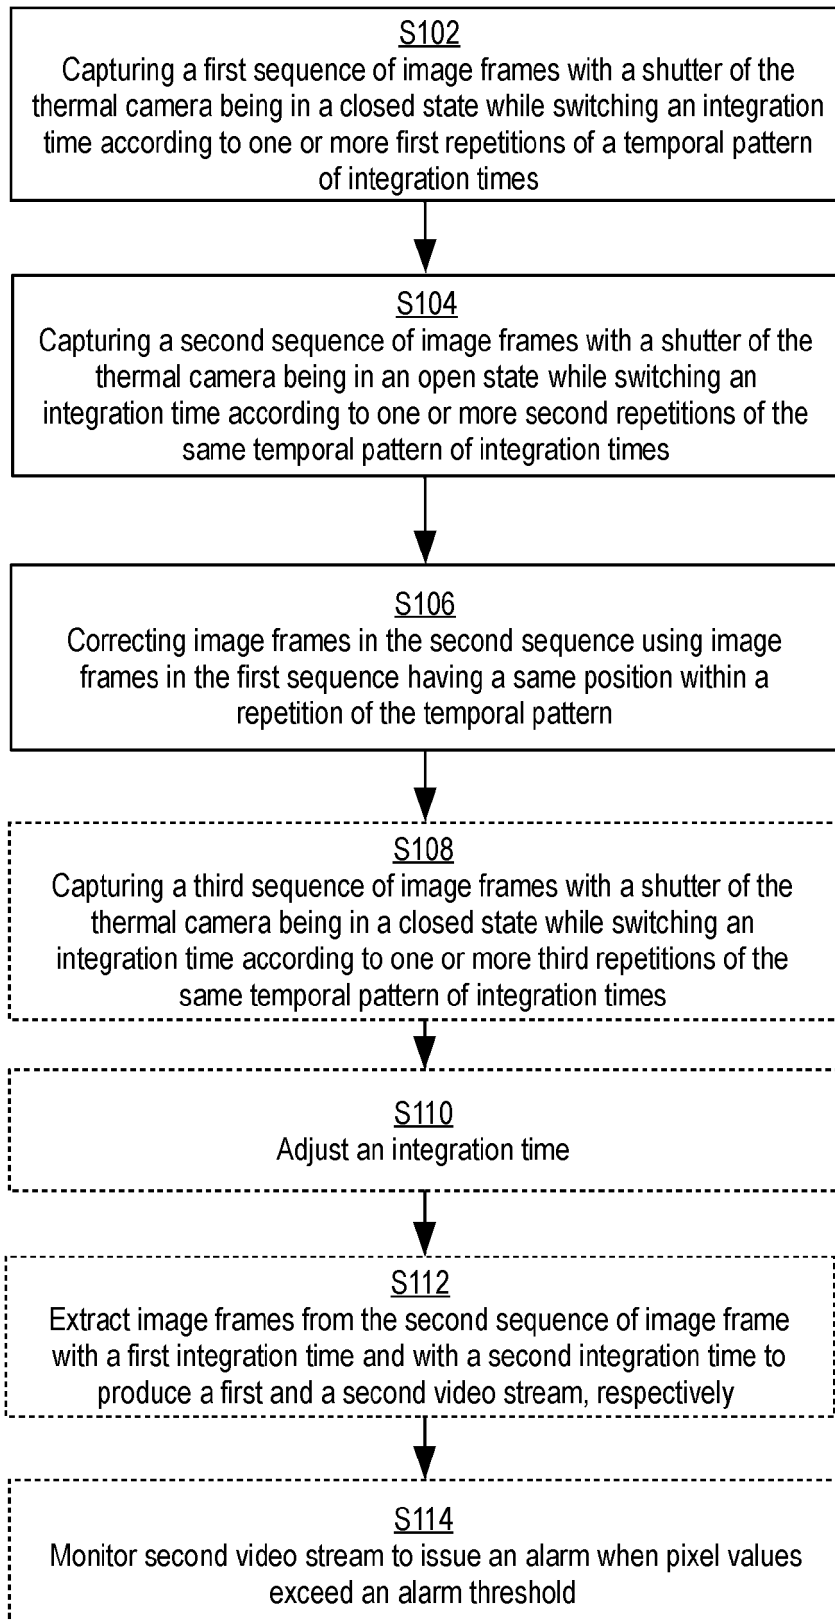 S102
Capturing a first sequence of image frames with a shutter of the
thermal camera being in a closed state while switching an integration
time according to one or more first repetitions of a temporal pattern
of integration times
S104
Capturing a second sequence of image frames with a shutter of the
thermal camera being in an open state while switching an
integration time according to one or more second repetitions of the
same temporal pattern of integration times
S106
Correcting image frames in the second sequence using image
frames in the first sequence having a same position within a
repetition of the temporal pattern
S108
Capturing a third sequence of image frames with a shutter of the
thermal camera being in a closed state while switching an
integration time according to one or more third repetitions of the
same temporal pattern of integration times
S110
Adjust an integration time
S112
Extract image frames from the second sequence of image frame
with a first integration time and with a second integration time to
produce a first and a second video stream, respectively
S114
Monitor second video stream to issue an alarm when pixel values
exceed an alarm threshold